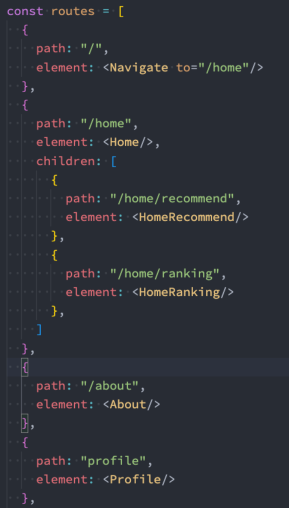 const routes = [
{
path: "/",
element: <Navigate to="/home"/>
},
{
path: "/home",
element: <Home/>,
children: [
{
path: "/home/recommend",
element: <HomeRecommend/>
},
{
path: "/home/ranking",
element: <HomeRanking/>
},
]
},
{
path: "/about",
element: <About/>
},
{
path: "profile",
element: <Profile/>
},